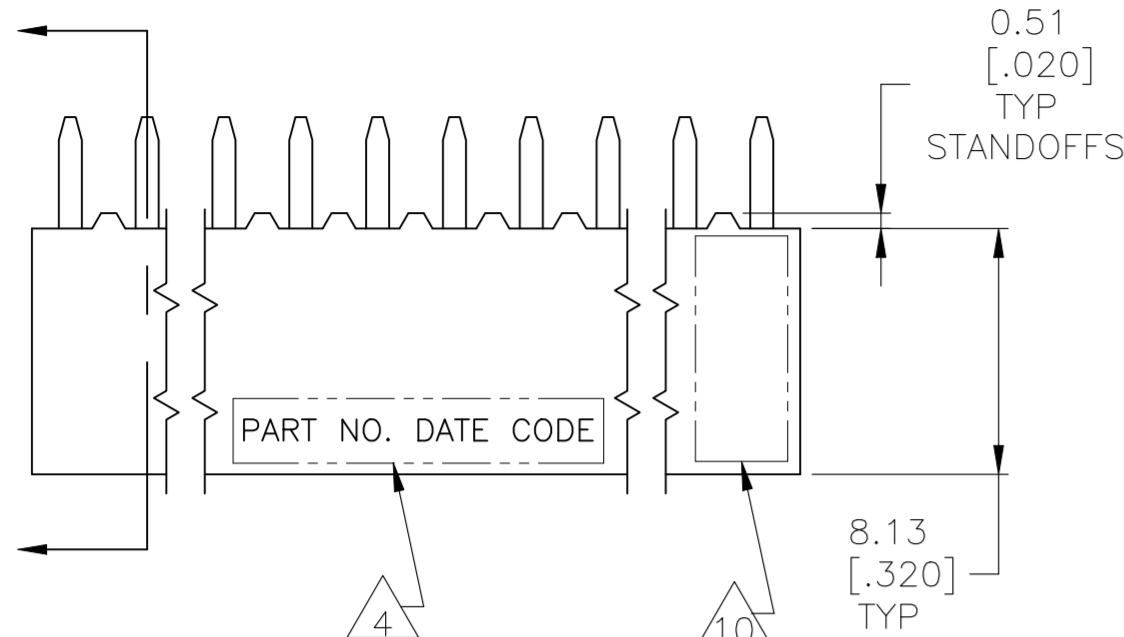 0.51
[.020]
TYP
STANDOFFS
PART NO. DATE CODE
8.13
[.320]
TYP
4
10